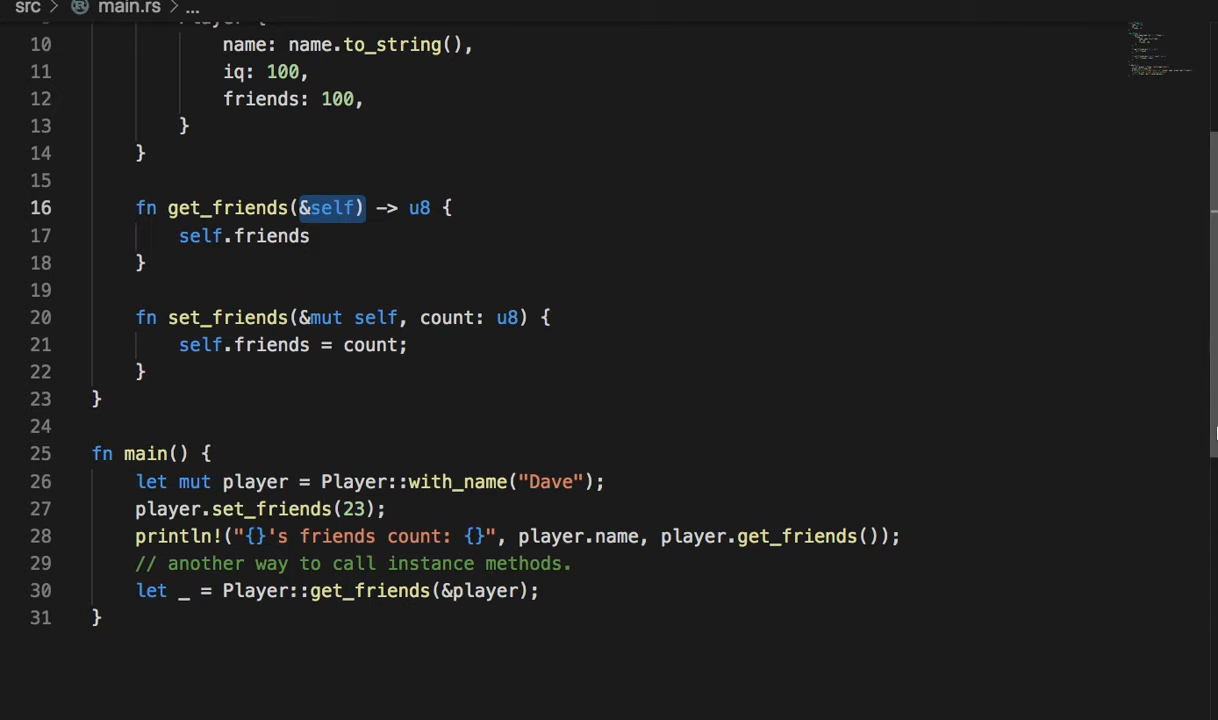 src > main.rs > ...
Player {
10 name: name.to_string(),
11 iq: 100,
12 friends: 100,
13 }
14 }
15
16 fn get_friends(&self) -> u8 {
17 self.friends
18 }
19
20 fn set_friends(&mut self, count: u8) {
21 self.friends = count;
22 }
23 }
24
25 fn main() {
26 let mut player = Player::with_name("Dave");
27 player.set_friends(23);
28 println!("{}'s friends count: {}", player.name, player.get_friends());
29 // another way to call instance methods.
30 let _ = Player::get_friends(&player);
31 }